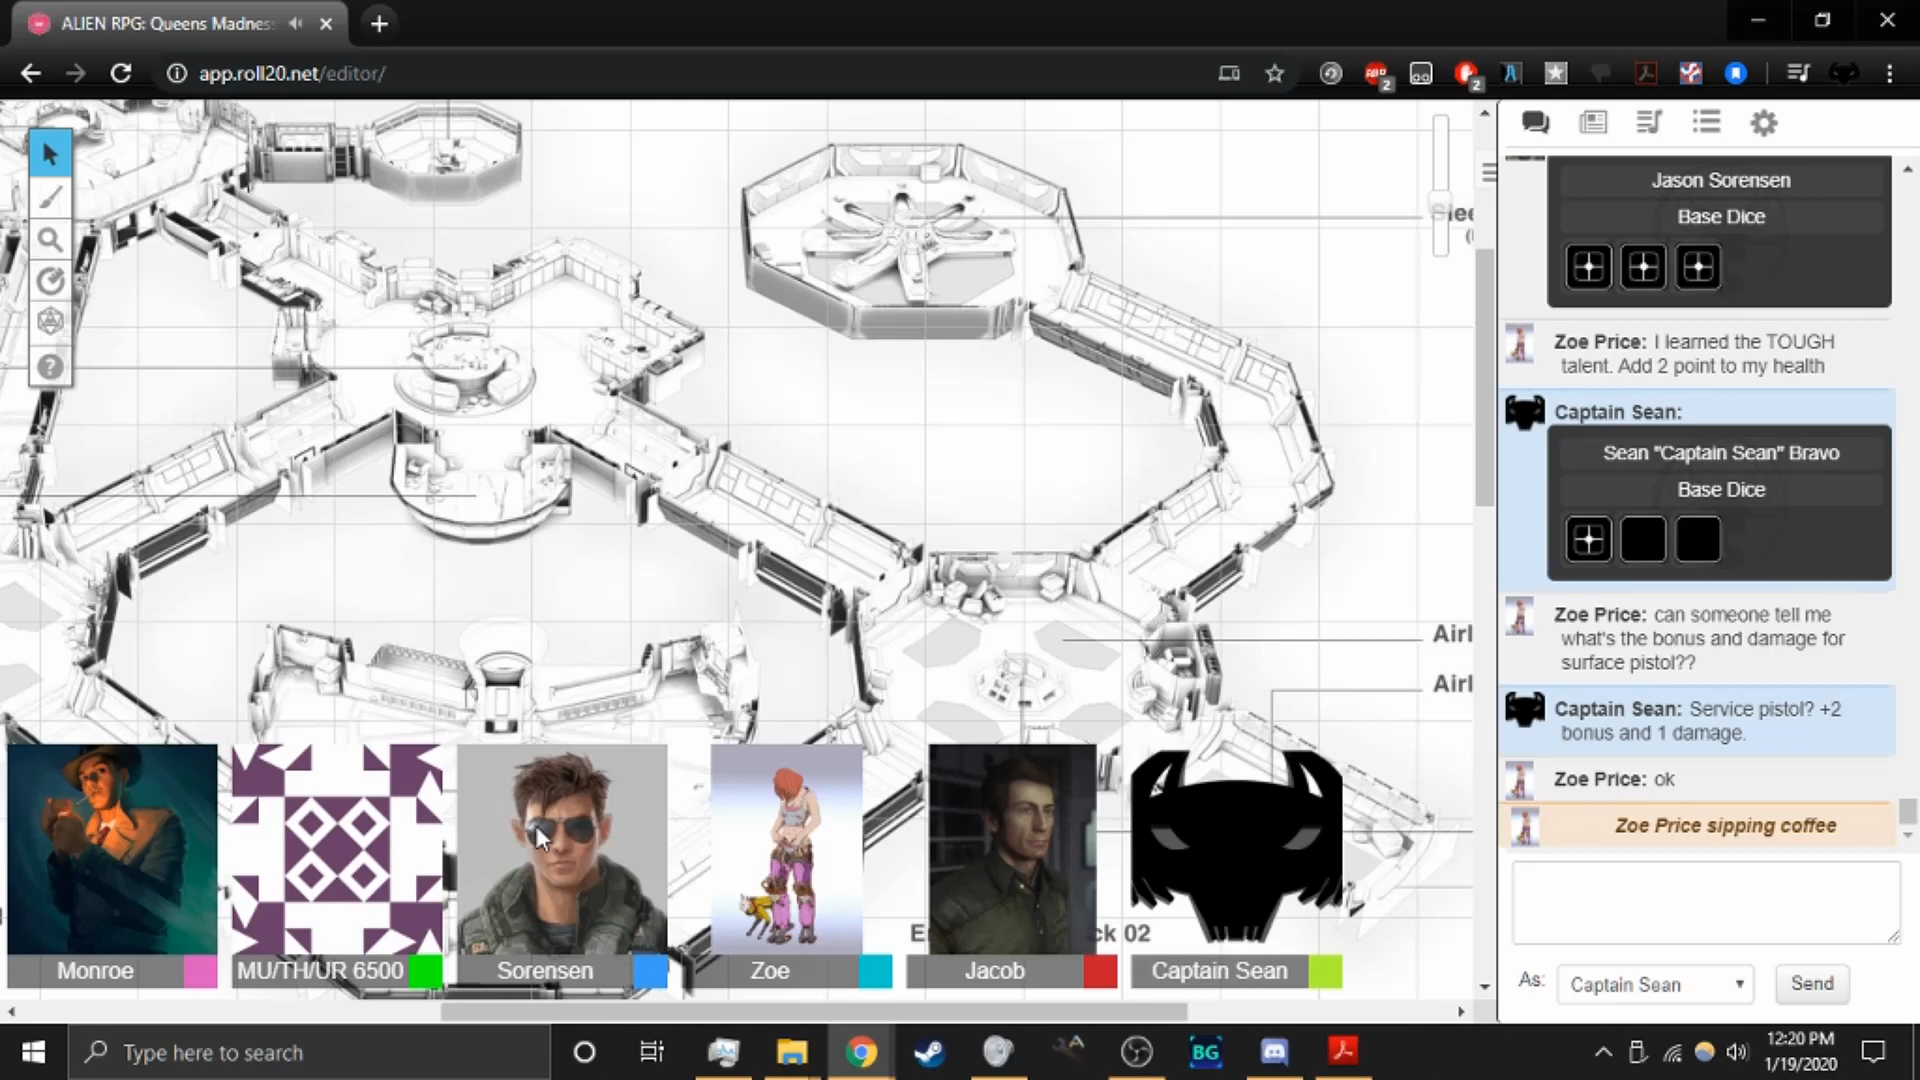 ALIEN RPG: Queens Madnes
app.roll20.net/editor/
2
2
Jason Sorensen
Base Dice
Zoe Price: I learned the TOUGH
talent. Add 2 point to my health
Captain Sean:
Sean "Captain Sean" Bravo
Base Dice
Zoe Price: can someone tell me
what's the bonus and damage for
surface pistol??
Captain Sean: Service pistol? +2
bonus and 1 damage.
Zoe Price: ok
Zoe Price sipping coffee
Airl
Airl
ck 02
Monroe
MU/TH/UR 6500
Sorensen
Zoe
Jacob
Captain Sean
As:
Captain Sean
Send
Type here to search
BG
12:20 PM
1/19/2020